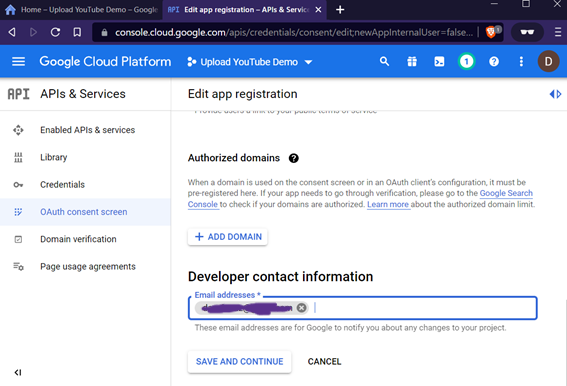 Home – Upload YouTube Demo – Google
API Edit app registration – APIs & Service
console.cloud.google.com/apis/credentials/consent/edit;newAppInternalUser=false...
1
Google Cloud Platform
Upload YouTube Demo
1
D
API APIs & Services
Edit app registration
Enabled APIs & services
Library
Credentials
OAuth consent screen
Domain verification
Page usage agreements
Provide users a link to your public terms of service
Authorized domains
When a domain is used on the consent screen or in an OAuth client's configuration, it must be
pre-registered here. If your app needs to go through verification, please go to the Google Search
Console to check if your domains are authorized. Learn more about the authorized domain limit.
+ ADD DOMAIN
Developer contact information
Email addresses *
These email addresses are for Google to notify you about any changes to your project.
SAVE AND CONTINUE CANCEL